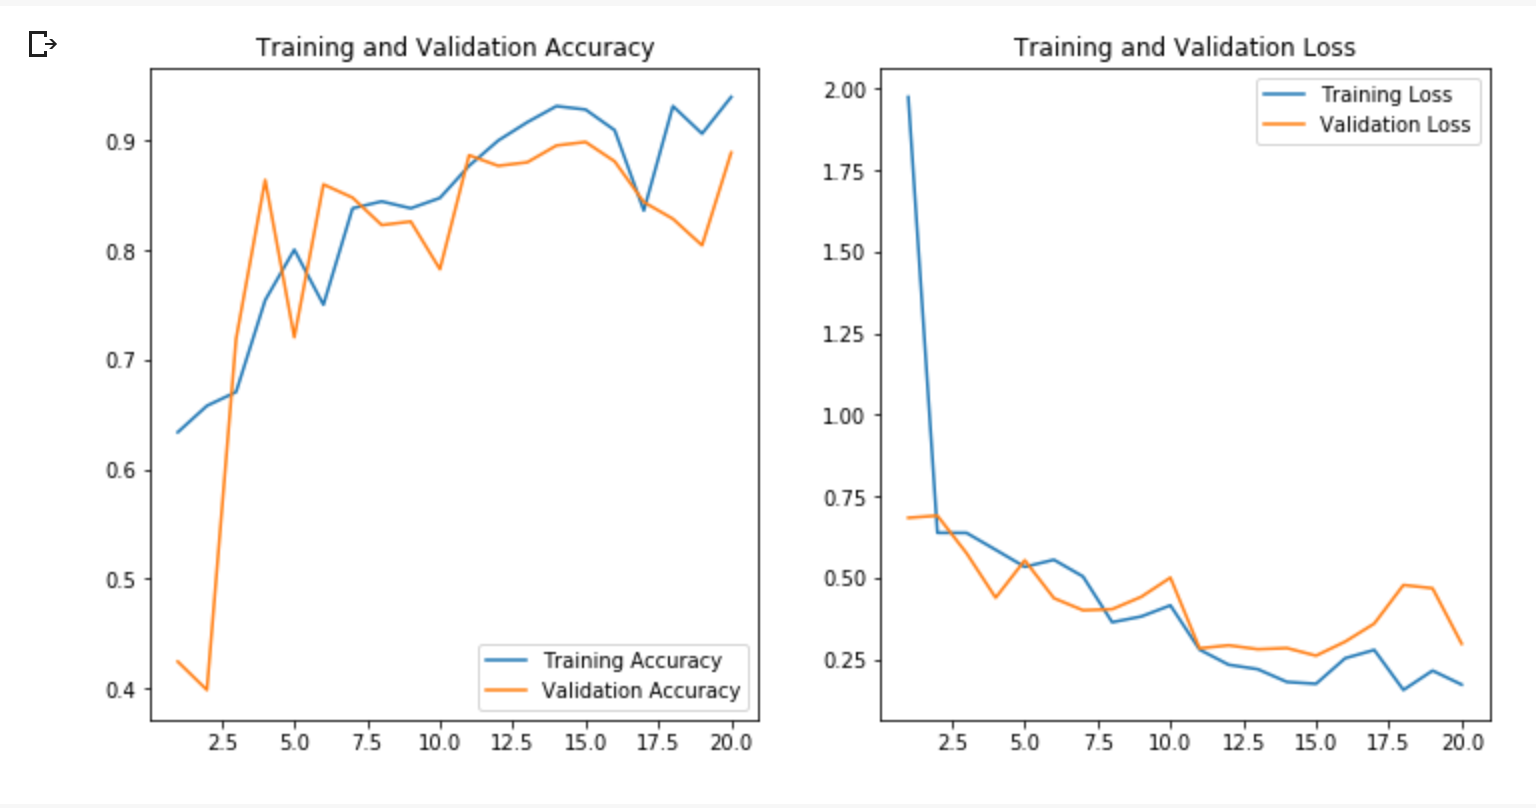 Training and Validation Accuracy
0.9
0.8
0.7
0.6
0.5
0.4
Training Accuracy
Validation Accuracy
2.5 5.0 7.5 10.0 12.5 15.0 17.5 20.0
Training and Validation Loss
2.00
1.75
1.50
1.25
1.00
0.75
0.50
0.25
Training Loss
Validation Loss
2.5 5.0 7.5 10.0 12.5 15.0 17.5 20.0